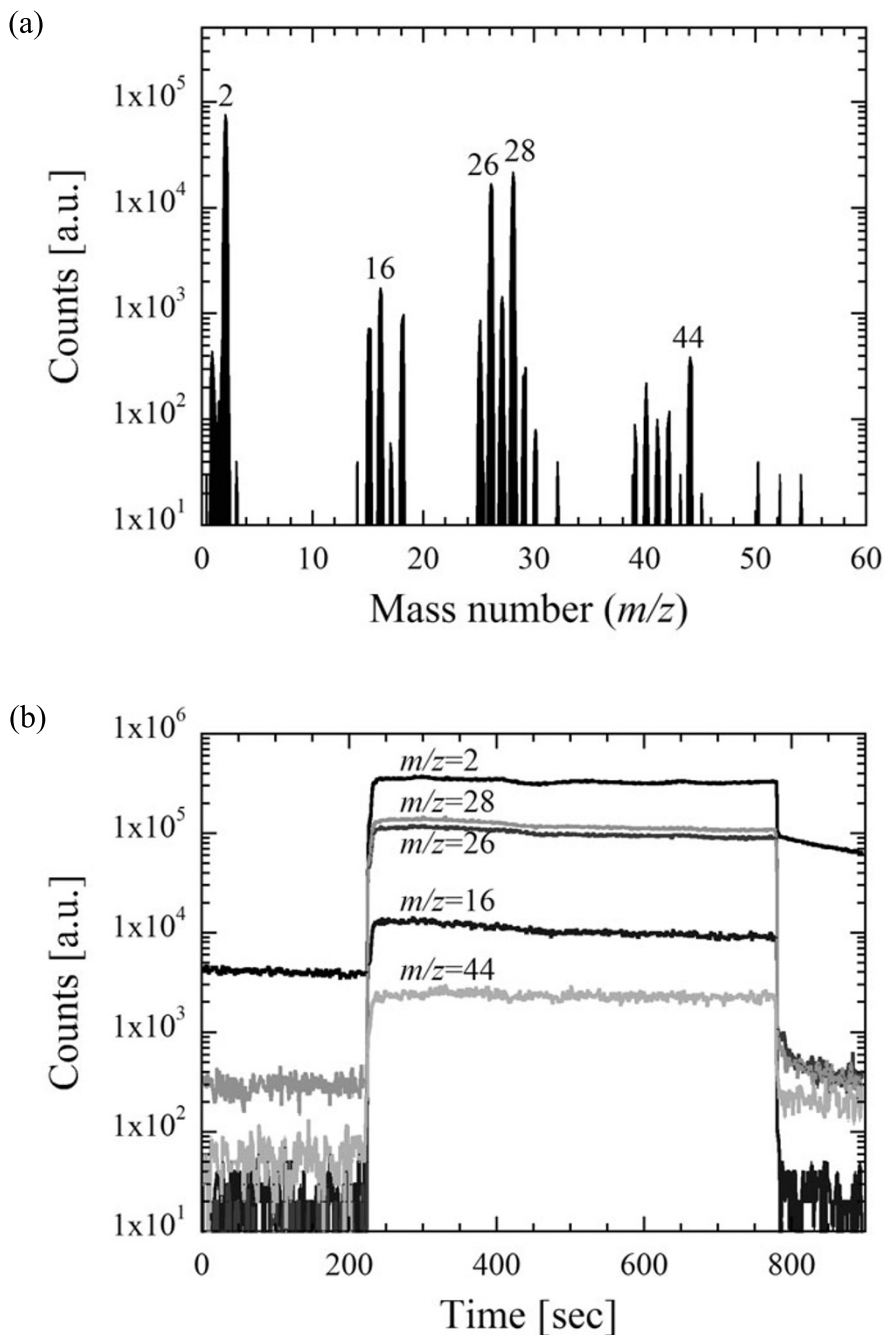 (a)
1x10^5
1x10^4
1x10^3
1x10^2
1x10^1
Counts [a.u.]
2
16
26
28
44
0 10 20 30 40 50 60
Mass number (m/z)
(b)
1x10^6
1x10^5
1x10^4
1x10^3
1x10^2
1x10^1
Counts [a.u.]
m/z=2
m/z=28
m/z=26
m/z=16
m/z=44
0 200 400 600 800
Time [sec]